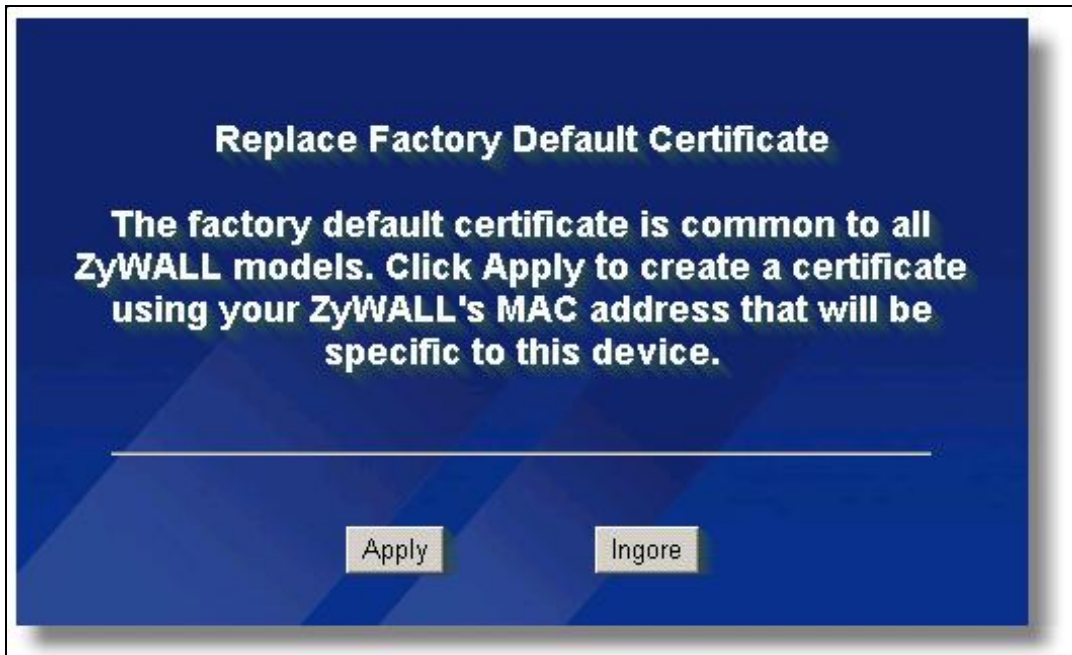 Replace Factory Default Certificate
The factory default certificate is common to all
ZyWALL models. Click Apply to create a certificate
using your ZyWALL's MAC address that will be
specific to this device.
Apply
Ingore